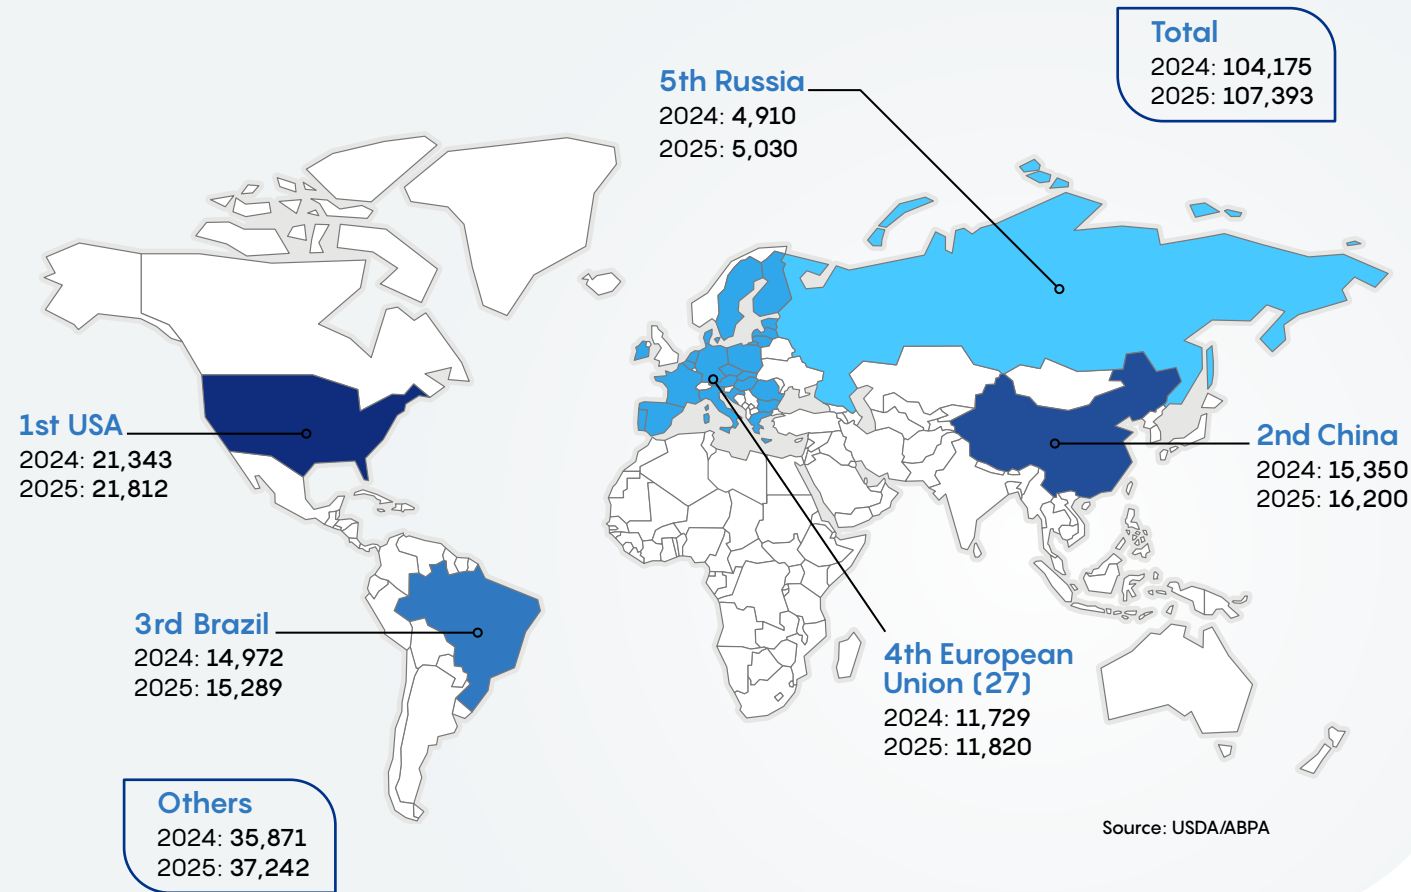 Total
2024: 104,175
2025: 107,393
5th Russia
2024: 4,910
2025: 5,030
1st USA
2024: 21,343
2025: 21,812
2nd China
2024: 15,350
2025: 16,200
3rd Brazil
2024: 14,972
2025: 15,289
4th European
Union (27)
2024: 11,729
2025: 11,820
Others
2024: 35,871
2025: 37,242
Source: USDA/ABPA